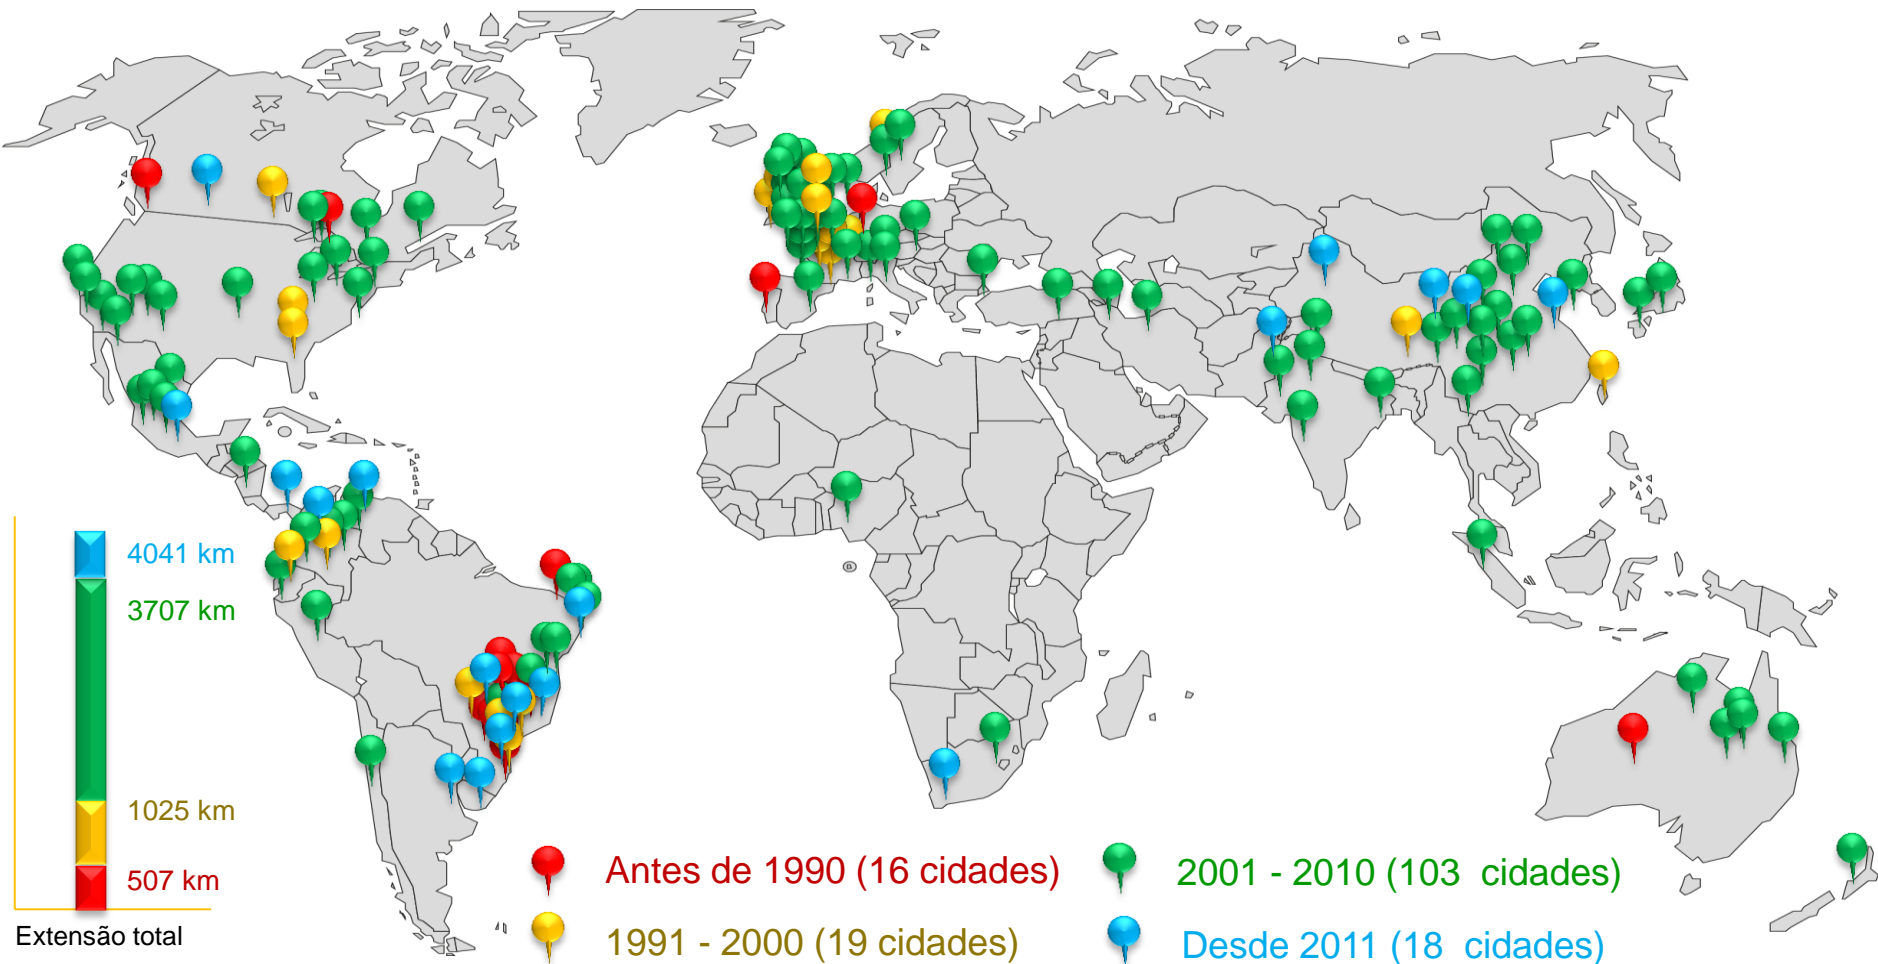 4041 km
3707 km
1025 km
507 km
Extensão total
Antes de 1990 (16 cidades)
1991 - 2000 (19 cidades)
2001 - 2010 (103 cidades)
Desde 2011 (18 cidades)